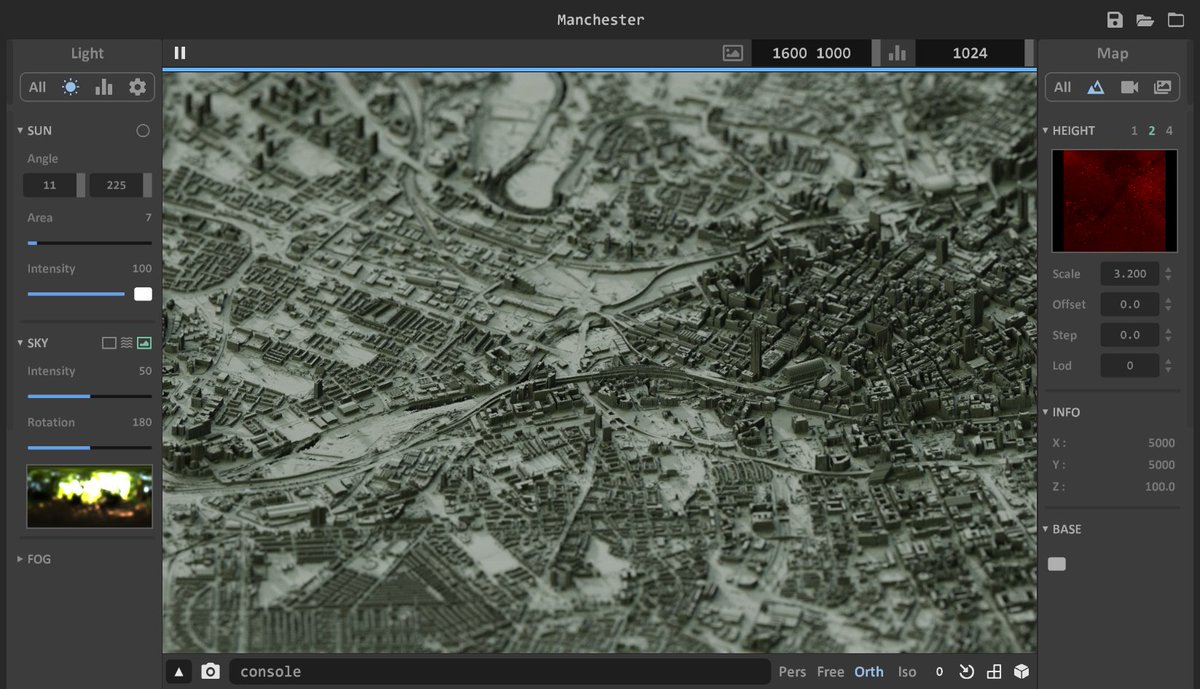 Manchester
Light
All
SUN
Angle
11 225
Area 7
Intensity 100
SKY
Intensity 50
Rotation 180
FOG
1600 1000 1024
console
Pers Free Orth Iso 0
Map
All
HEIGHT 1 2 4
Scale 3.200
Offset 0.0
Step 0.0
Lod 0
INFO
X: 5000
Y: 5000
Z: 100.0
BASE